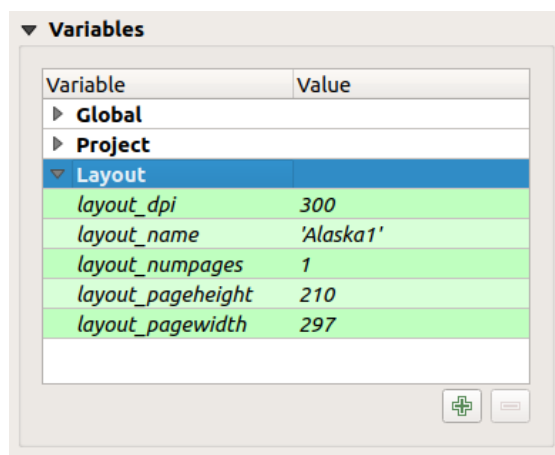 Variables
Variable Value
Global
Project
Layout
layout_dpi 300
layout_name 'Alaska1'
layout_numpages 1
layout_pageheight 210
layout_pagewidth 297